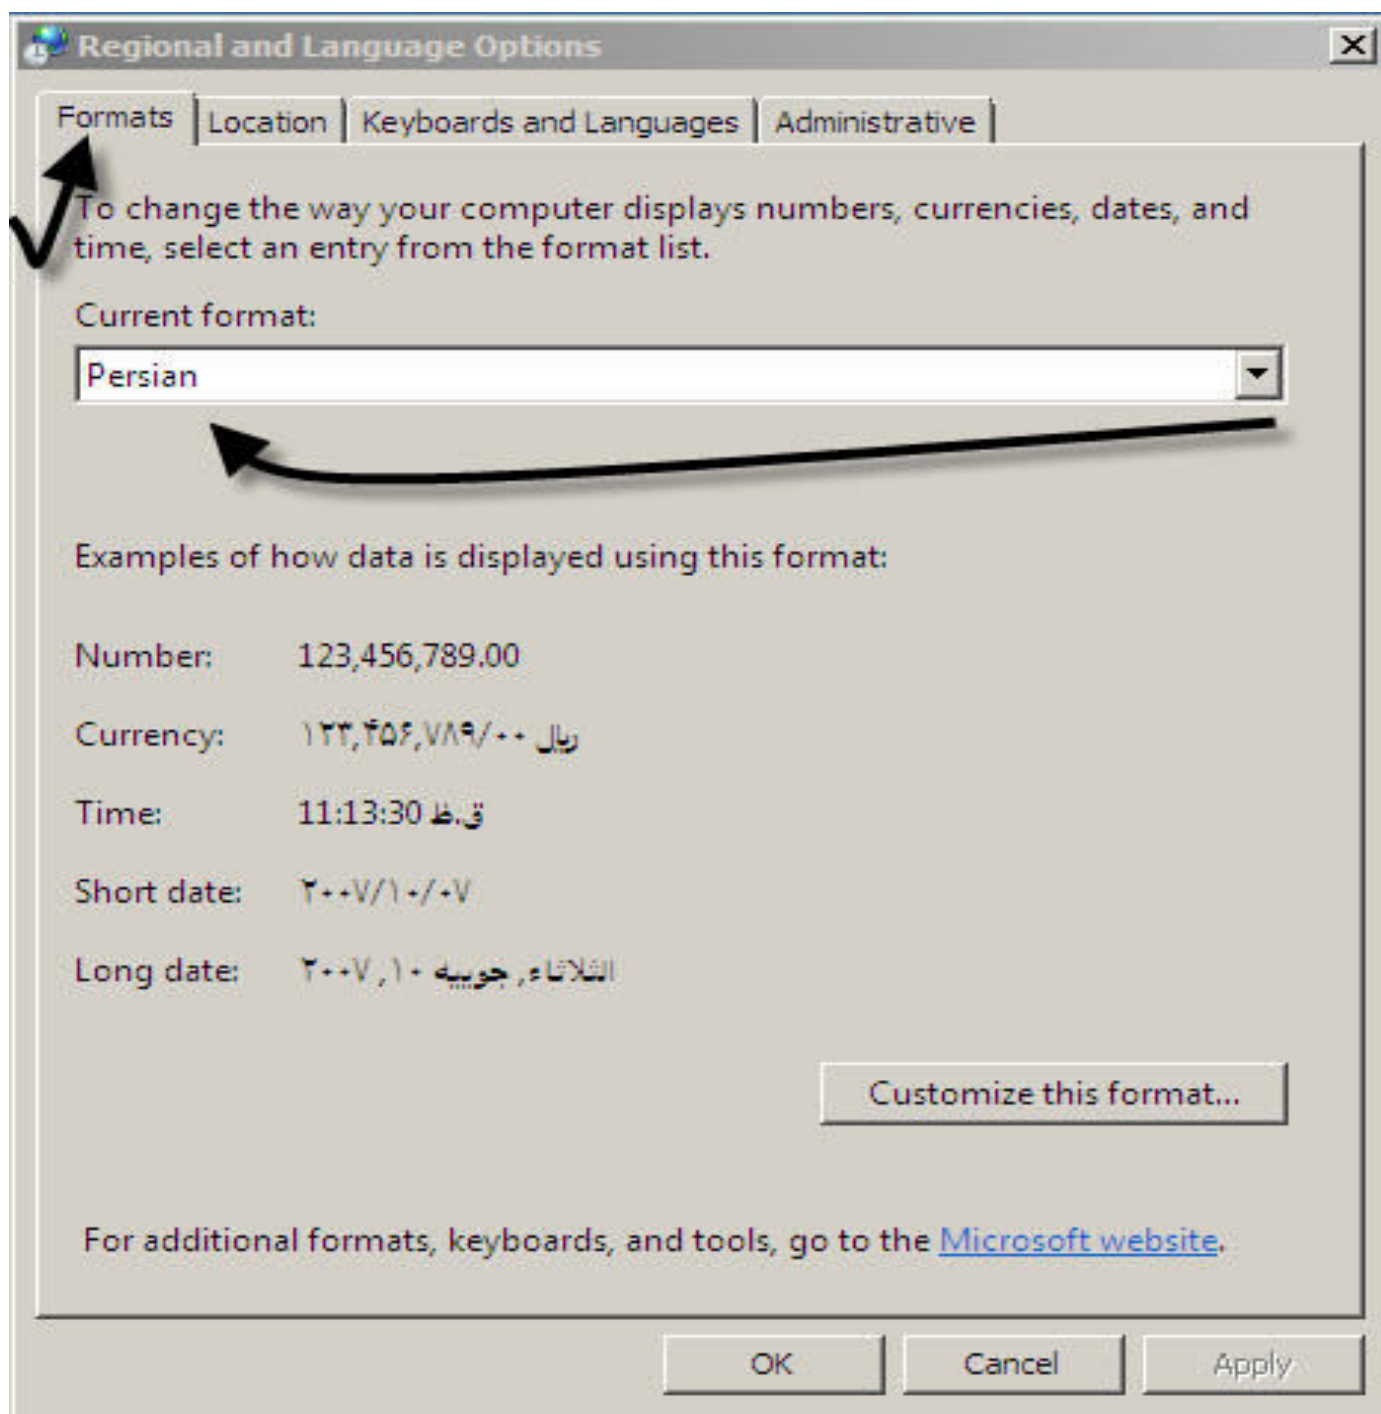 Regional and Language Options
Formats Location Keyboards and Languages Administrative
To change the way your computer displays numbers, currencies, dates, and
time, select an entry from the format list.
Current format:
Persian
Examples of how data is displayed using this format:
Number: 123,456,789.00
Currency: ریال ۱۲۳,۴۵۶,۷۸۹/۰۰
Time: 11:13:30 ق.ظ
Short date: ۲۰۰۷/۱۰/۰۷
Long date: الثلاثاء, جوییه ۱۰, ۲۰۰۷
Customize this format...
For additional formats, keyboards, and tools, go to the Microsoft website.
OK Cancel Apply